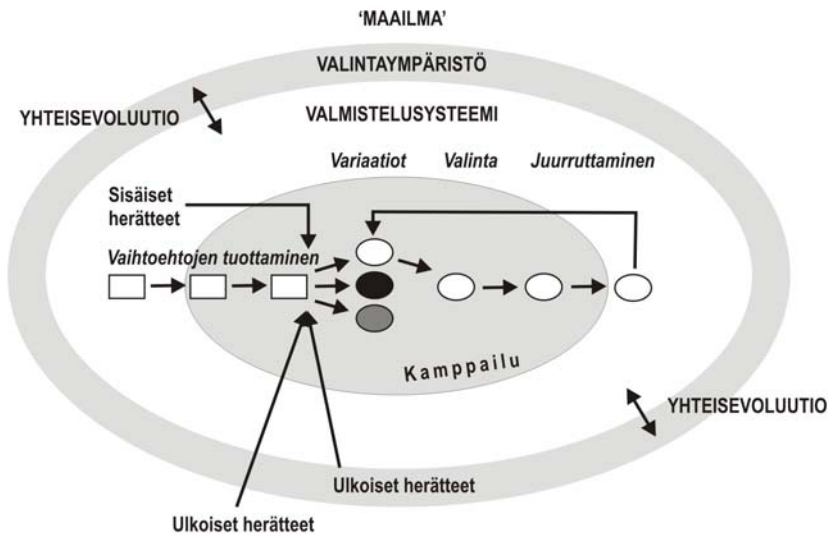 ‘MAAILMA’
VALINTAYMPÄRISTÖ
YHTEISEVOLUUTIO
VALMISTELUSYSTEEMI
Variaatiot Valinta Juurruttaminen
Sisäiset
herätteet
Vaihtoehtojen tuottaminen
Kamppailu
YHTEISEVOLUUTIO
Ulkoiset herätteet
Ulkoiset herätteet